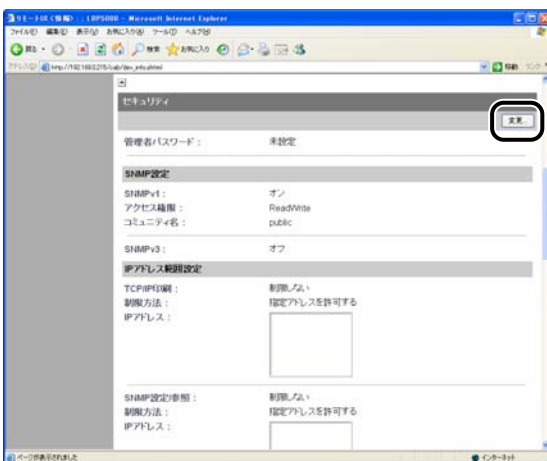 リモートUI <情報> : : LBP5000 - Microsoft Internet Explorer
ファイル(F) 編集(E) 表示(V) お気に入り(A) ツール(T) ヘルプ(H)
戻る 検索 お気に入り
アドレス(D) 移動 リンク
セキュリティ
変更...
管理者パスワード : 未設定
SNMP設定
SNMPv1 : オン
アクセス権限 : ReadWrite
コミュニティ名 : public
SNMPv3 : オフ
IPアドレス範囲設定
TCP/IP印刷 : 制限しない
制限方法 : 指定アドレスを許可する
IPアドレス :
SNMP設定/参照 : 制限しない
制限方法 : 指定アドレスを許可する
IPアドレス :
ページが表示されました インターネット